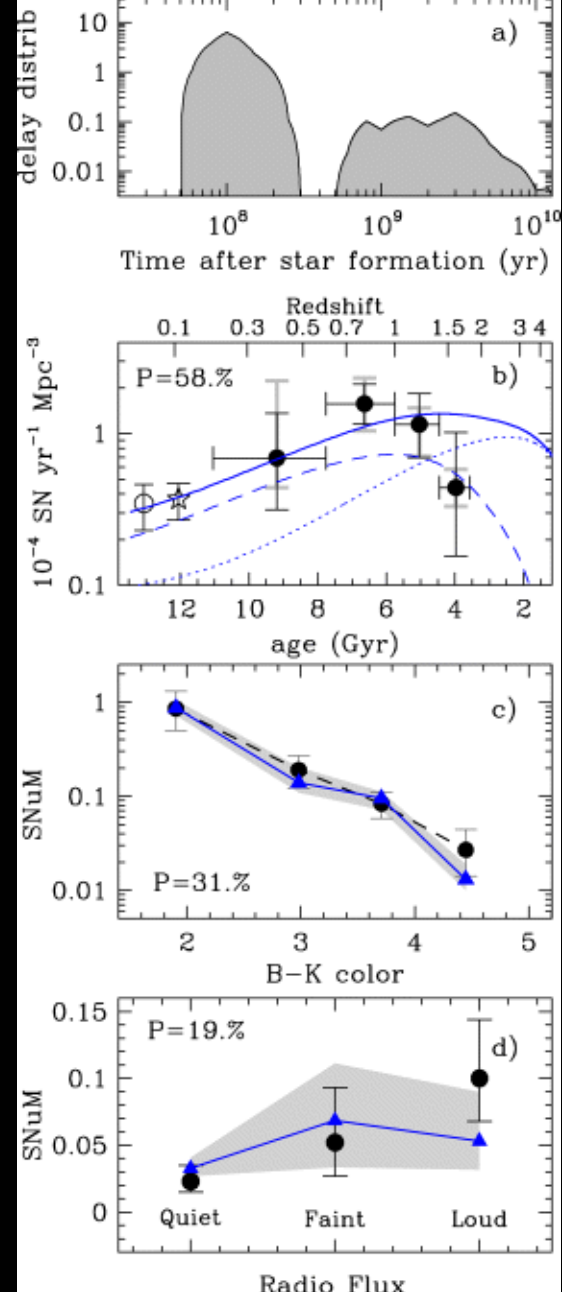 delay distrib
10
1
0.1
0.01
a)
10^8 10^9 10^10
Time after star formation (yr)
Redshift
0.1 0.3 0.5 0.7 1 1.5 2 3 4
10^-4 SN yr^-1 Mpc^-3
P=58.%
b)
1
0.1
12 10 8 6 4 2
age (Gyr)
SNuM
1
0.1
0.01
c)
P=31.%
2 3 4 5
B-K color
SNuM
0.15
0.1
0.05
0
P=19.%
d)
Quiet Faint Loud
Radio Flux